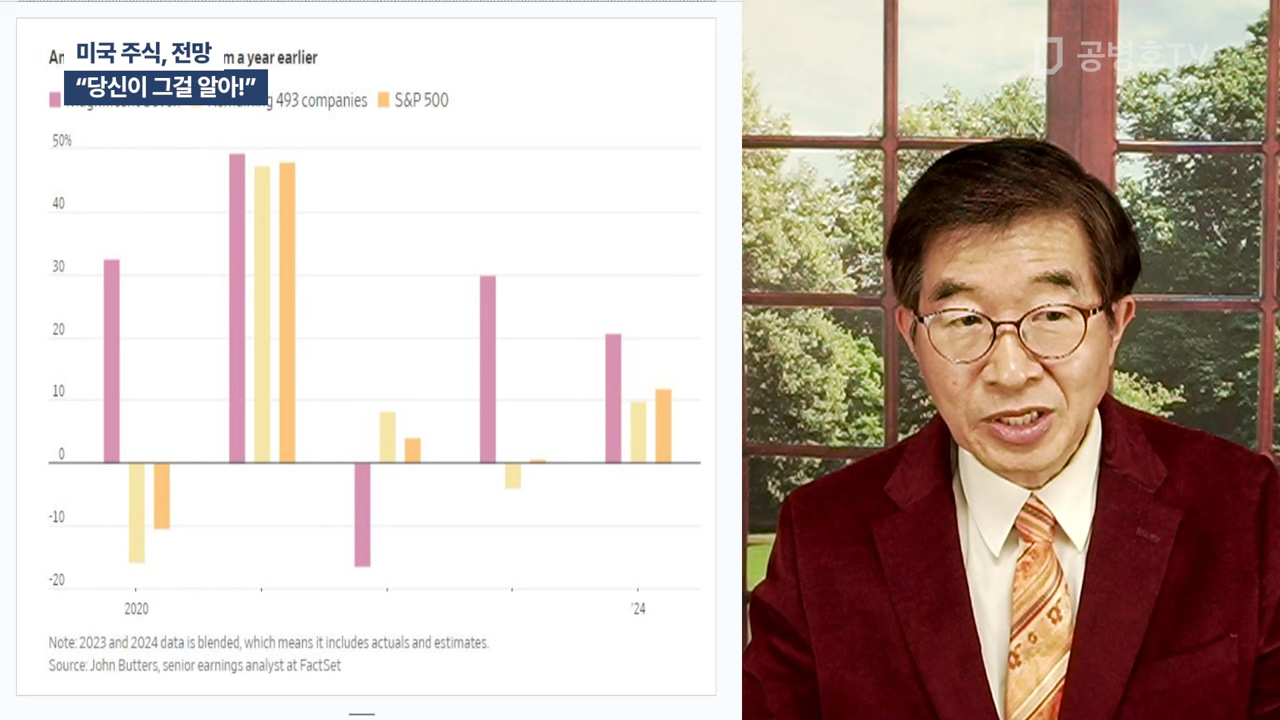 미국 주식, 전망
m a year earlier
“당신이 그걸 알아!”
493 companies
S&P 500
50%
40
30
20
10
0
-10
-20
2020
'24
Note: 2023 and 2024 data is blended, which means it includes actuals and estimates.
Source: John Butters, senior earnings analyst at FactSet
공병호TV